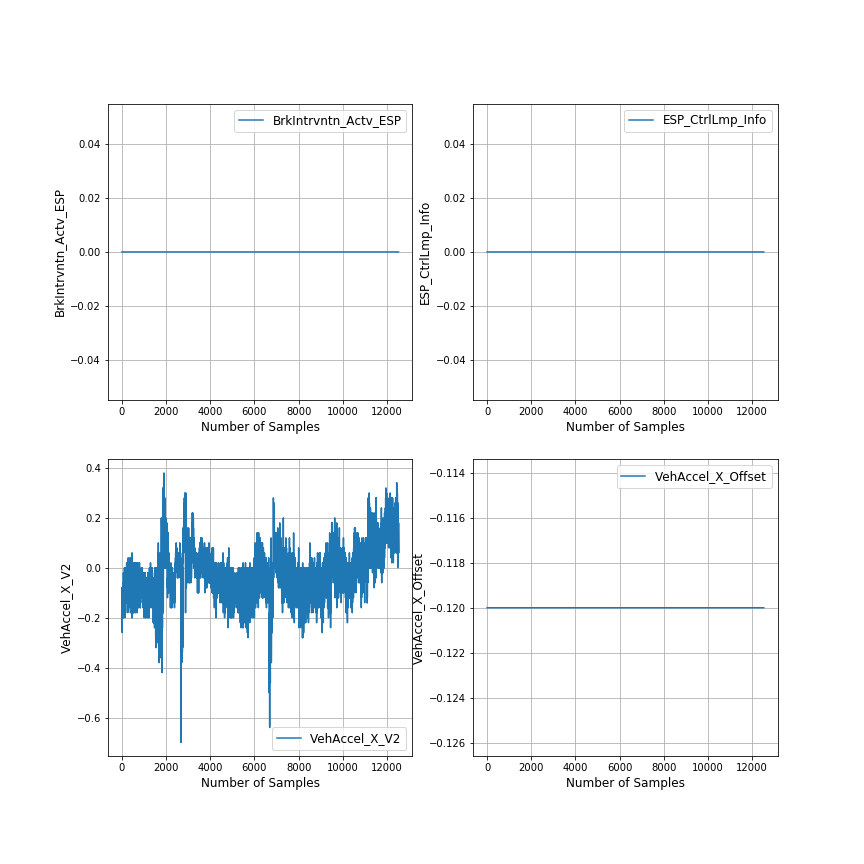 BrkIntrvntn_Actv_ESP
0.04
0.02
0.00
−0.02
−0.04
BrkIntrvntn_Actv_ESP
0 2000 4000 6000 8000 10000 12000
Number of Samples
ESP_CtrlLmp_Info
0.04
0.02
0.00
−0.02
−0.04
ESP_CtrlLmp_Info
0 2000 4000 6000 8000 10000 12000
Number of Samples
VehAccel_X_V2
0.4
0.2
0.0
−0.2
−0.4
−0.6
VehAccel_X_V2
0 2000 4000 6000 8000 10000 12000
Number of Samples
VehAccel_X_Offset
−0.114
−0.116
−0.118
−0.120
−0.122
−0.124
−0.126
VehAccel_X_Offset
0 2000 4000 6000 8000 10000 12000
Number of Samples